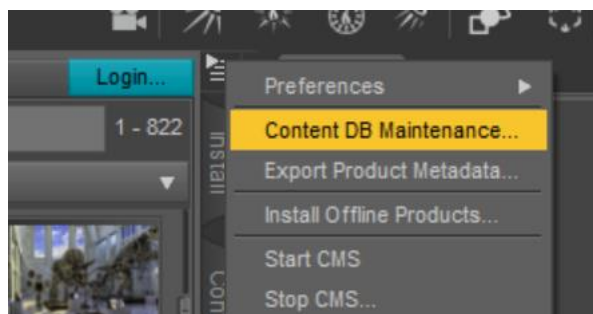 Login...
1 - 822
Install
Con
Preferences
Content DB Maintenance...
Export Product Metadata...
Install Offline Products...
Start CMS
Stop CMS...